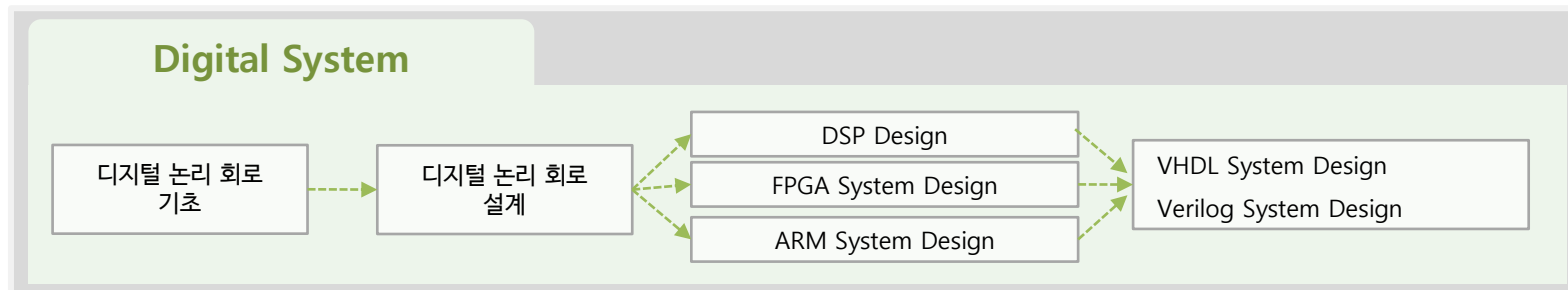 Digital System
디지털 논리 회로
기초
디지털 논리 회로
설계
DSP Design
FPGA System Design
ARM System Design
VHDL System Design
Verilog System Design